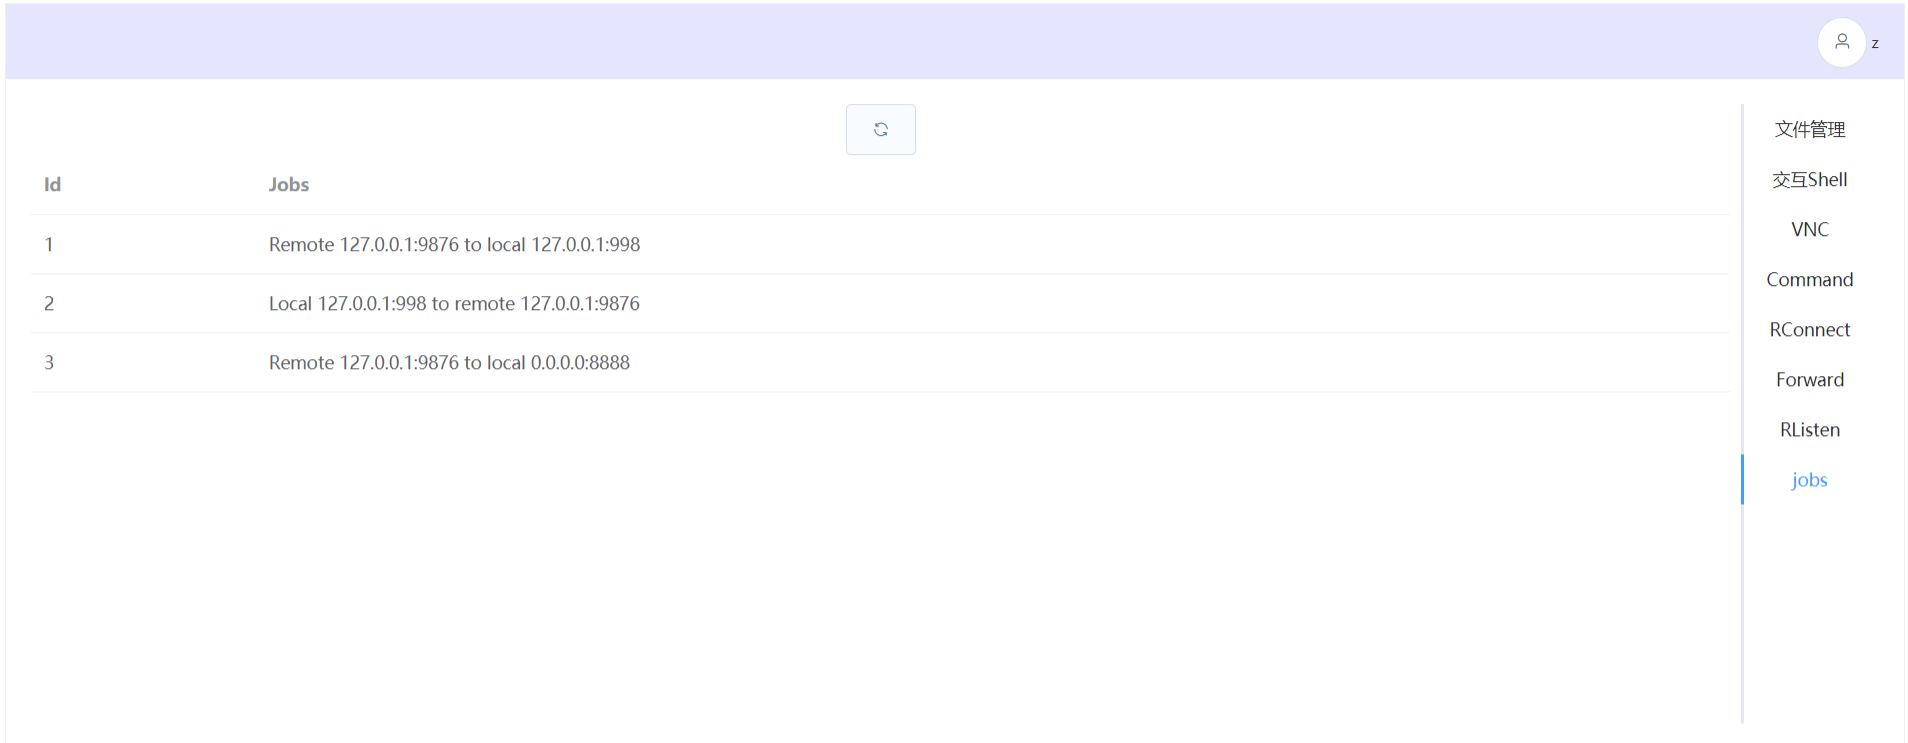 z
Id Jobs
1 Remote 127.0.0.1:9876 to local 127.0.0.1:998
2 Local 127.0.0.1:998 to remote 127.0.0.1:9876
3 Remote 127.0.0.1:9876 to local 0.0.0.0:8888
文件管理
交互Shell
VNC
Command
RConnect
Forward
RListen
jobs